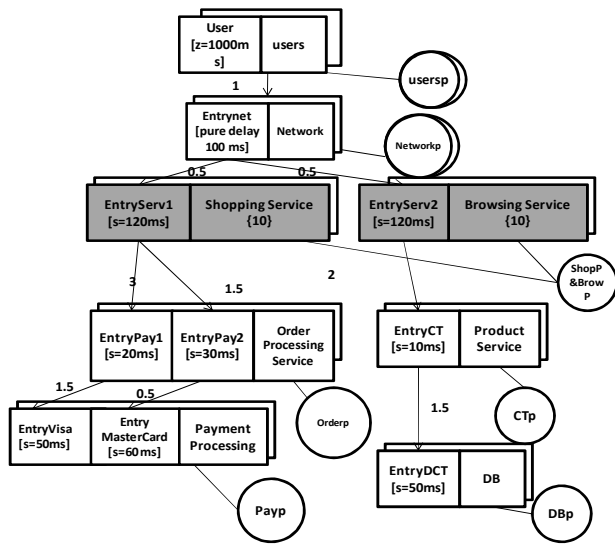 User
[z=1000m
s]
users
usersp
1
Entrynet
[pure delay
100 ms]
Network
Networkp
0.5
0.5
EntryServ1
[s=120ms]
Shopping Service
{10}
EntryServ2
[s=120ms]
Browsing Service
{10}
ShopP
&Brow
P
3
1.5
2
EntryPay1
[s=20ms]
EntryPay2
[s=30ms]
Order
Processing
Service
EntryCT
[s=10ms]
Product
Service
1.5
0.5
1.5
Orderp
CTp
EntryVisa
[s=50ms]
Entry
MasterCard
[s=60ms]
Payment
Processing
EntryDCT
[s=50ms]
DB
Payp
DBp